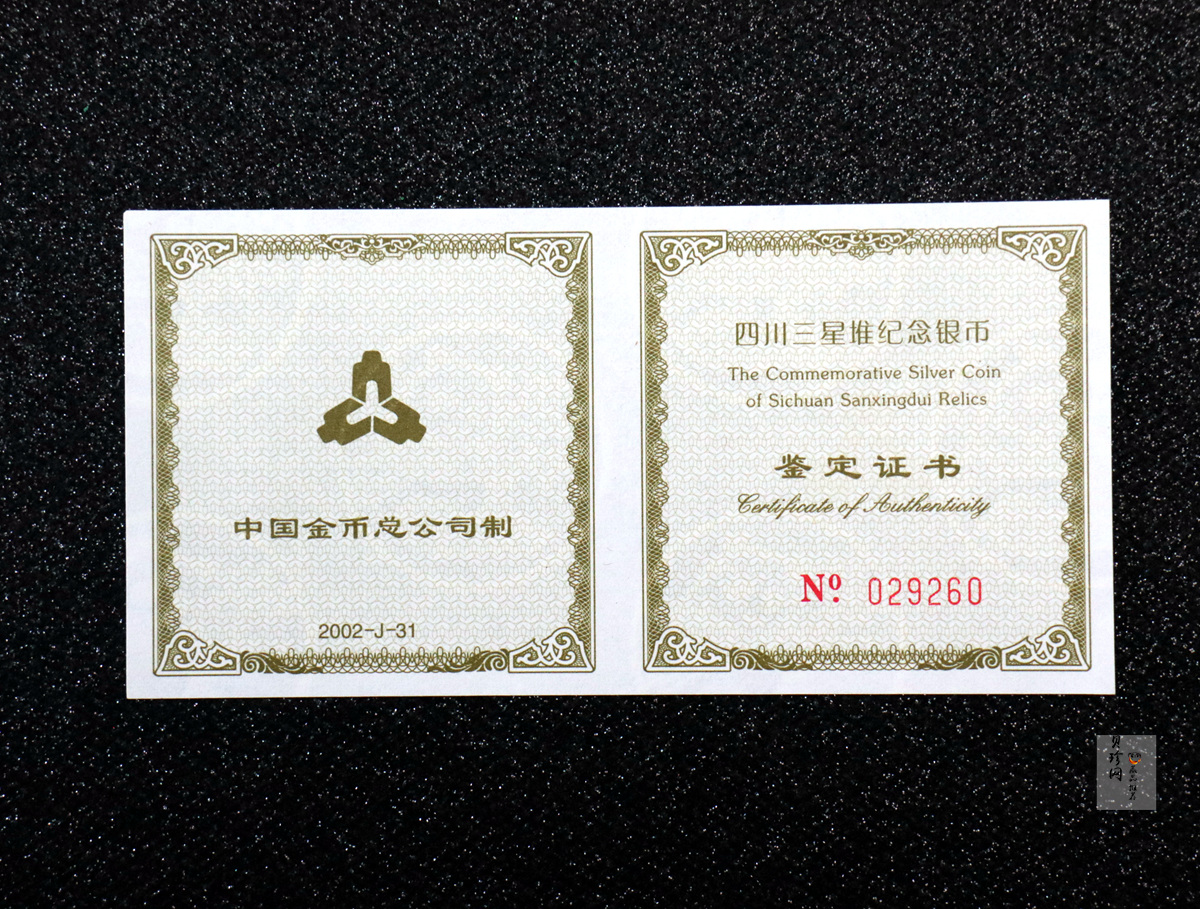 中国金币总公司制
2002-J-31
四川三星堆纪念银币
The Commemorative Silver Coin
of Sichuan Sanxingdui Relics
鉴定证书
Certificate of Authenticity
Nº 029260